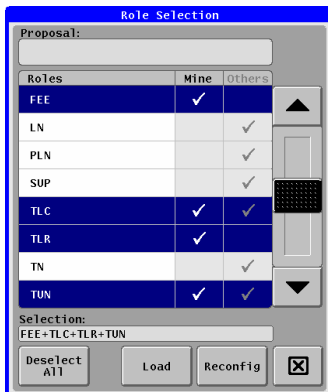 Role Selection
Proposal:
Roles Mine Others
FEE
LN
PLN
SUP
TLC
TLR
TN
TUN
Selection:
FEE+TLC+TLR+TUN
Deselect
All
Load
Reconfig